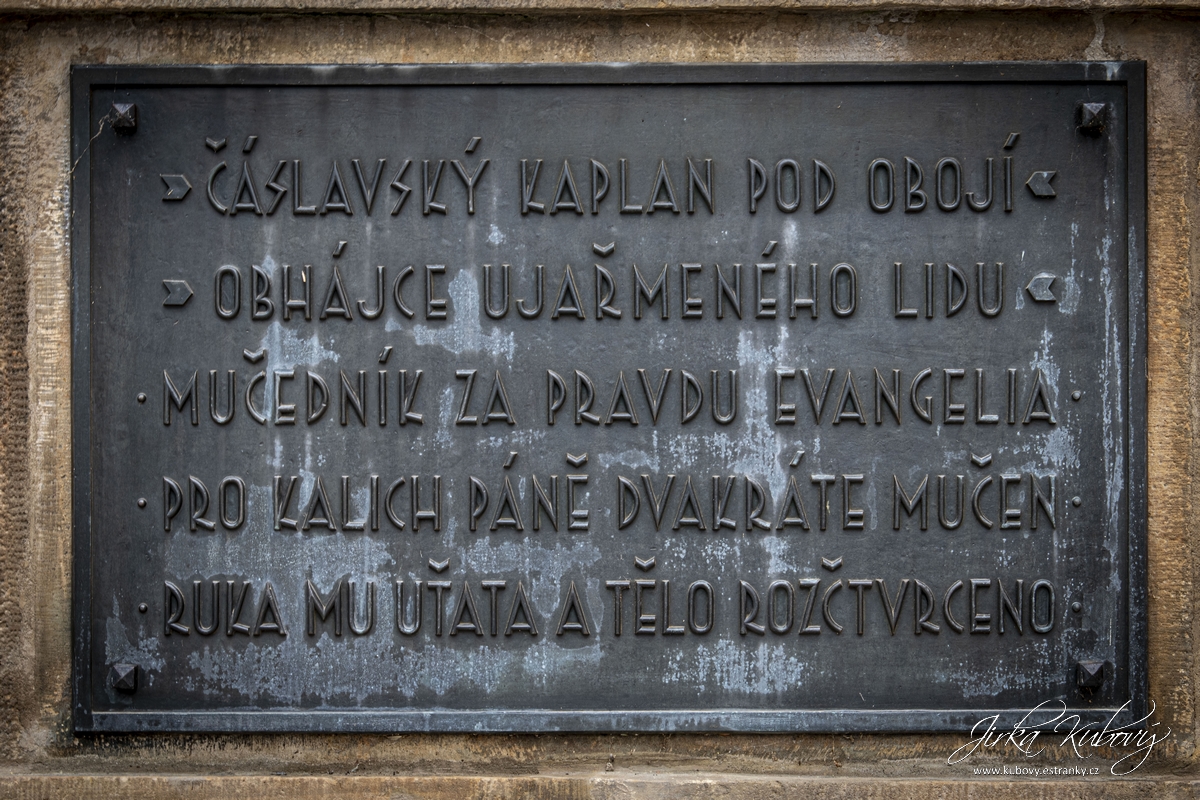 ČÁSLAVSKÝ KAPLAN POD OBOJÍ
OBHÁJCE UJAŘMENÉHO LIDU
· MUČEDNÍK ZA PRAVDU EVANGELIA ·
· PRO KALICH PÁNĚ DVAKRÁTE MUČEN ·
· RUKA MU UŤATA A TĚLO ROZČTVRCENO ·
Jirka Kubový
www.kubovy.estranky.cz